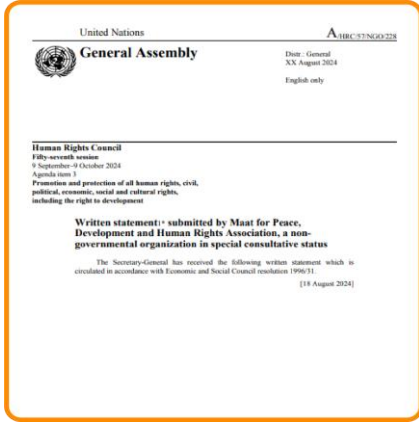 United Nations
A/HRC/57/NGO/228
General Assembly
Distr.: General
XX August 2024
English only
Human Rights Council
Fifty-seventh session
9 September–9 October 2024
Agenda item 3
Promotion and protection of all human rights, civil,
political, economic, social and cultural rights,
including the right to development
Written statement* submitted by Maat for Peace,
Development and Human Rights Association, a non-
governmental organization in special consultative status
The Secretary-General has received the following written statement which is
circulated in accordance with Economic and Social Council resolution 1996/31.
[18 August 2024]